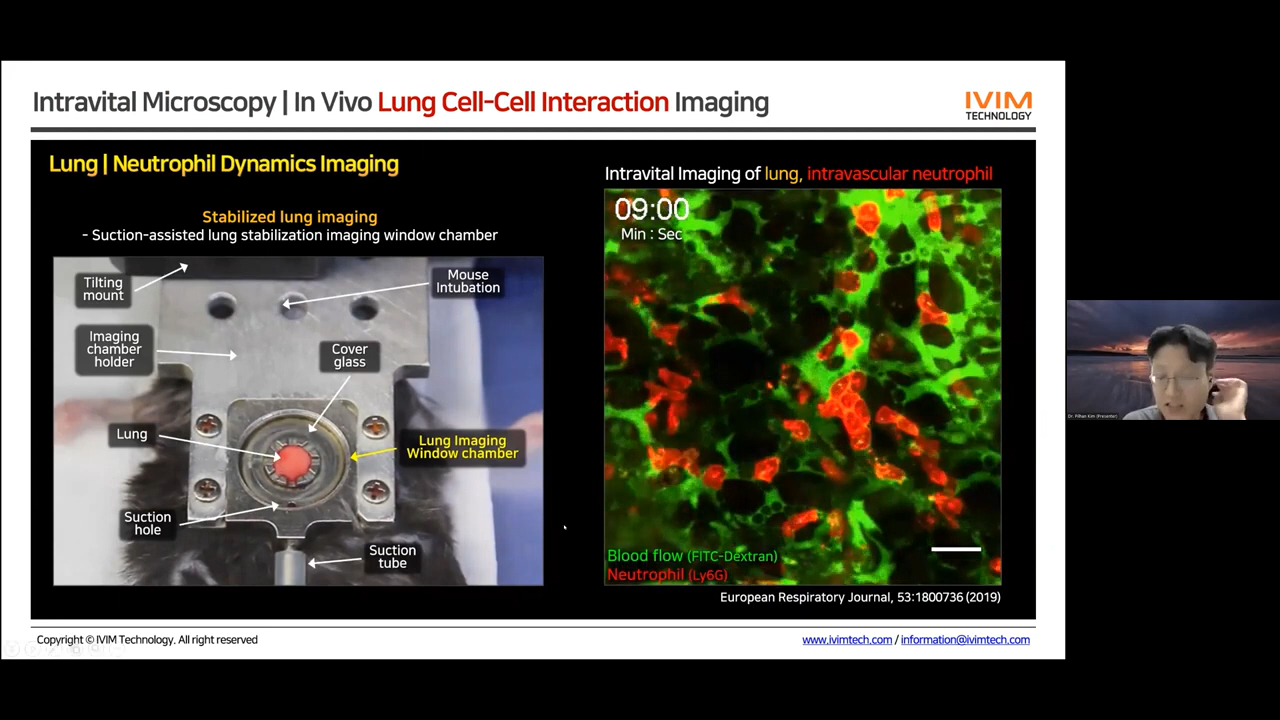 Intravital Microscopy | In Vivo Lung Cell-Cell Interaction Imaging
IVIM
TECHNOLOGY
Lung | Neutrophil Dynamics Imaging
Stabilized lung imaging
- Suction-assisted lung stabilization imaging window chamber
Tilting
mount
Mouse
Intubation
Imaging
chamber
holder
Cover
glass
Lung
Lung Imaging
Window chamber
Suction
hole
Suction
tube
Intravital Imaging of lung, intravascular neutrophil
09:00
Min : Sec
Blood flow (FITC-Dextran)
Neutrophil (Ly6G)
European Respiratory Journal, 53:1800736 (2019)
Copyright © IVIM Technology. All right reserved
www.ivimtech.com / information@ivimtech.com
Dr. Pilhan Kim (Presenter)